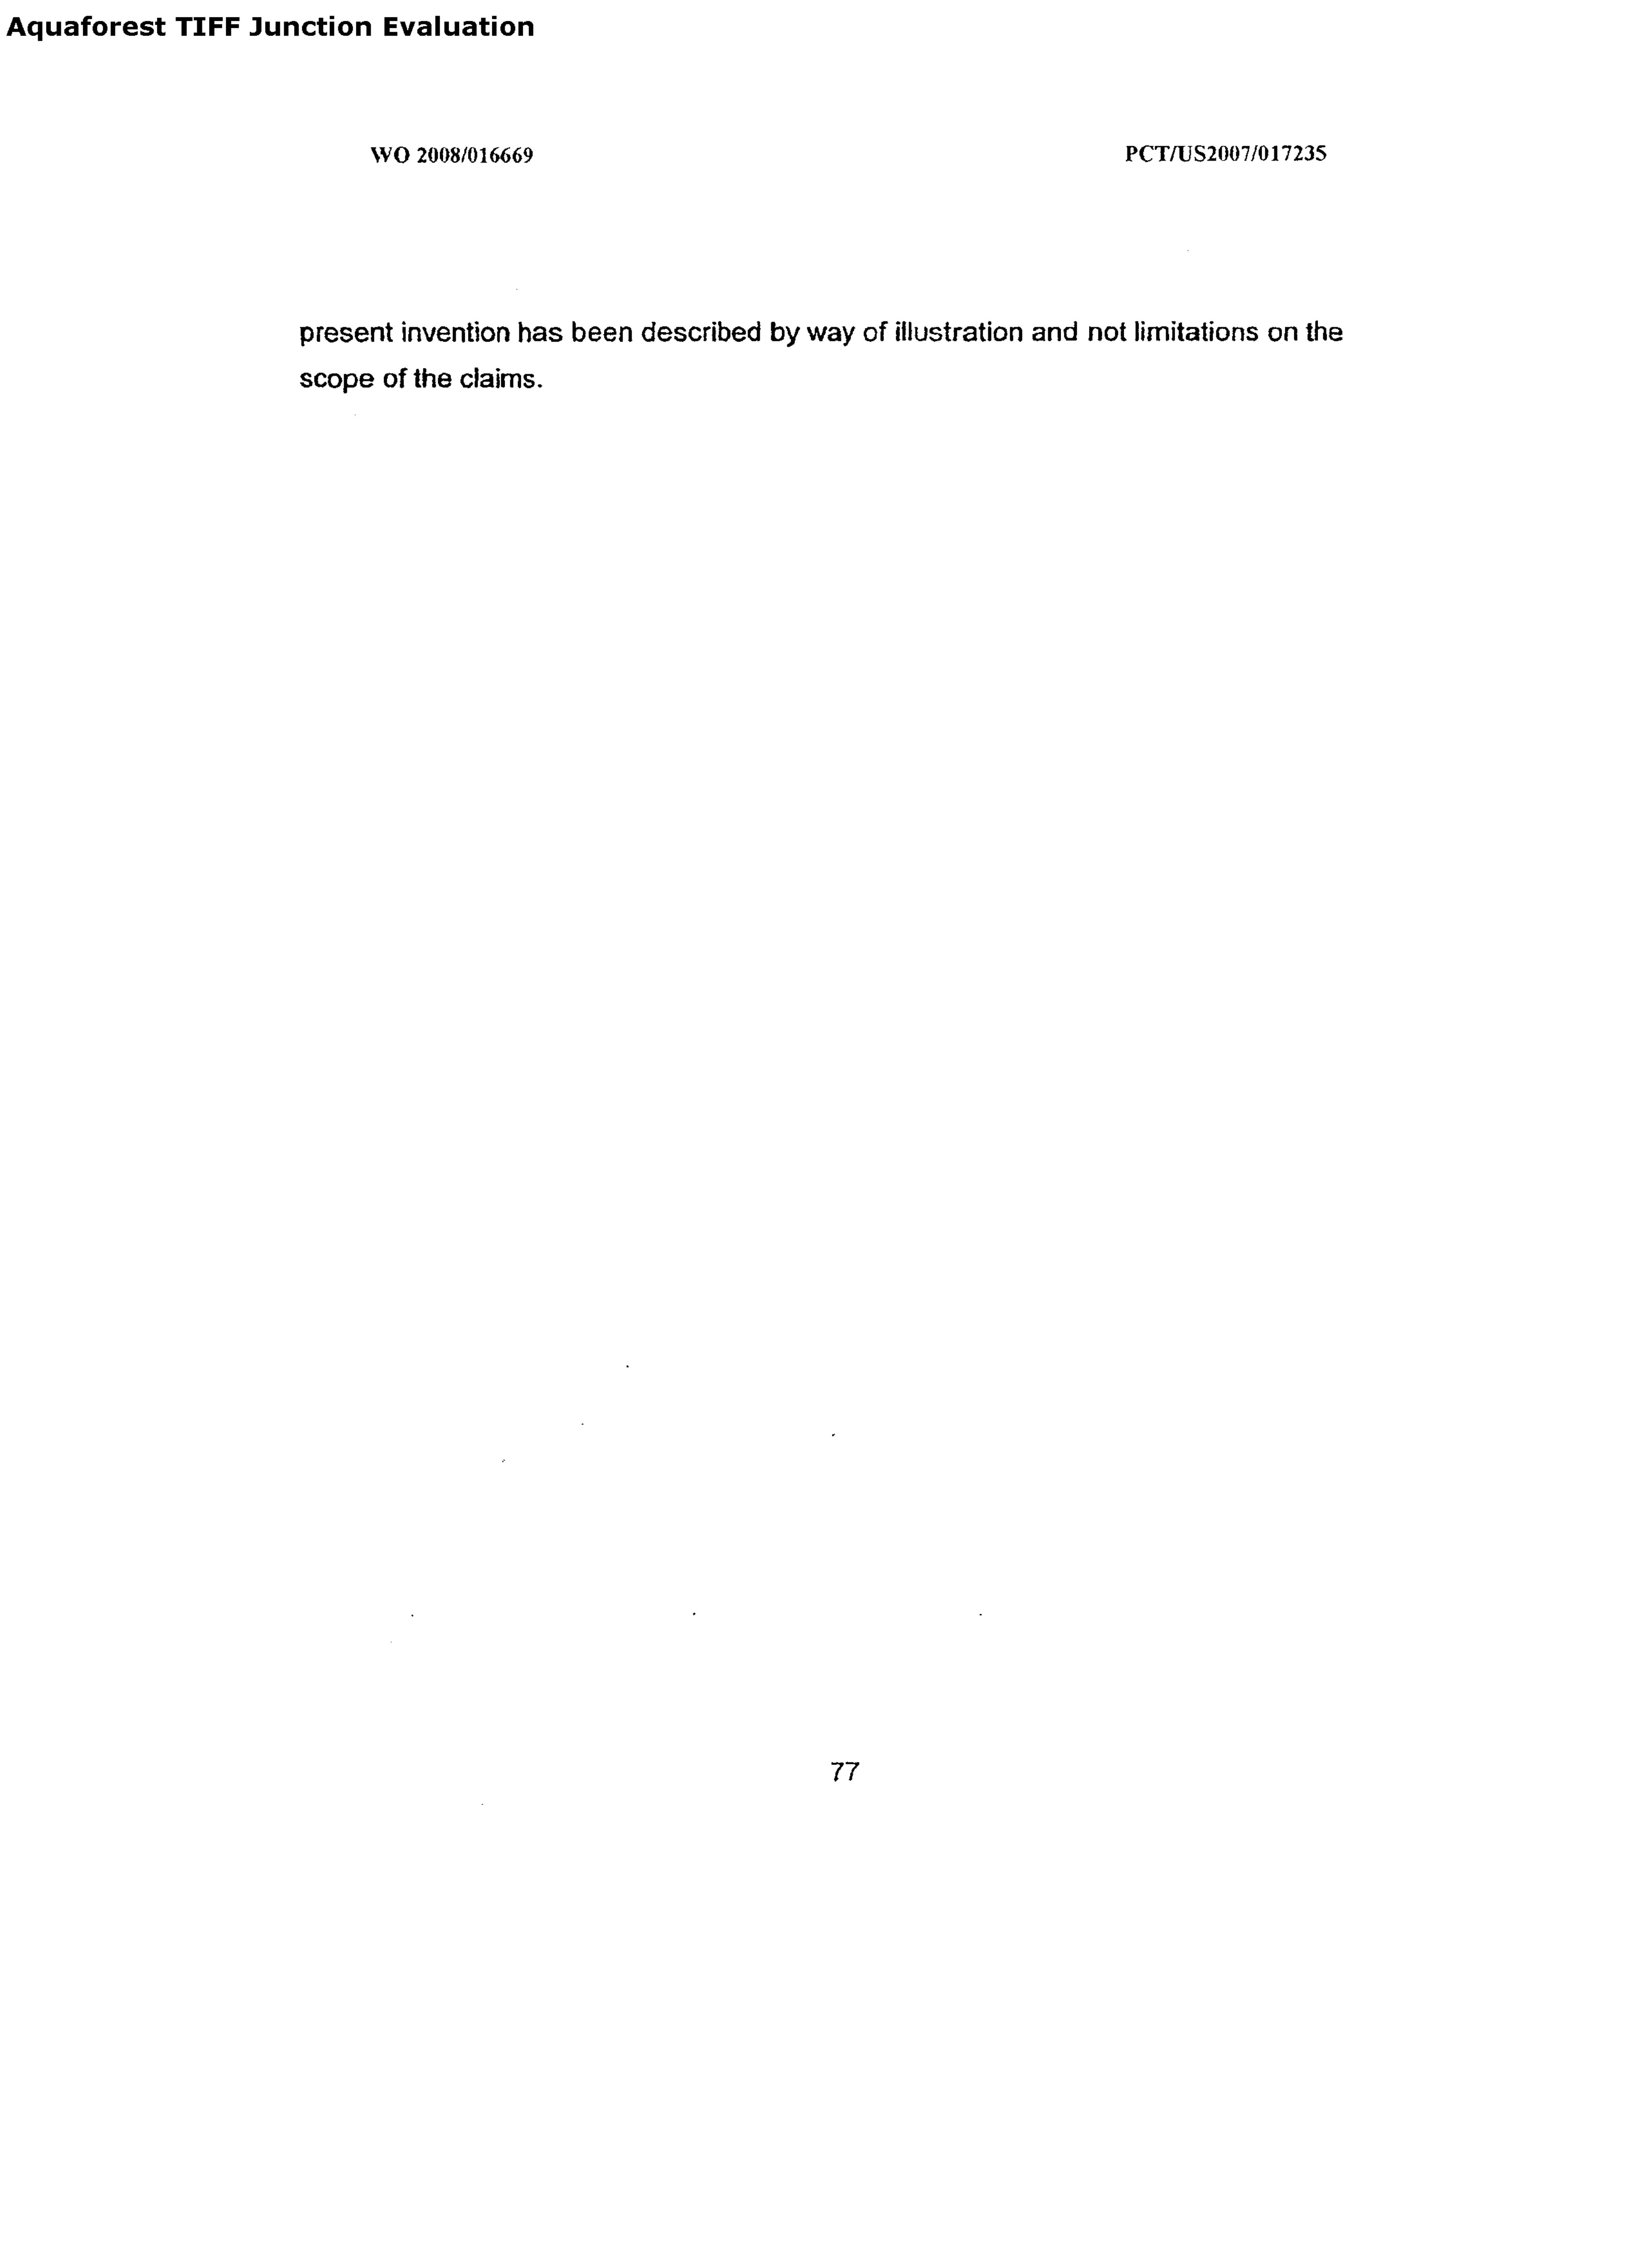 Aquaforest TIFF Junction Evaluation
WO 2008/016669 PCT/US2007/017235
present invention has been described by way of illustration and not limitations on the
scope of the claims.
77